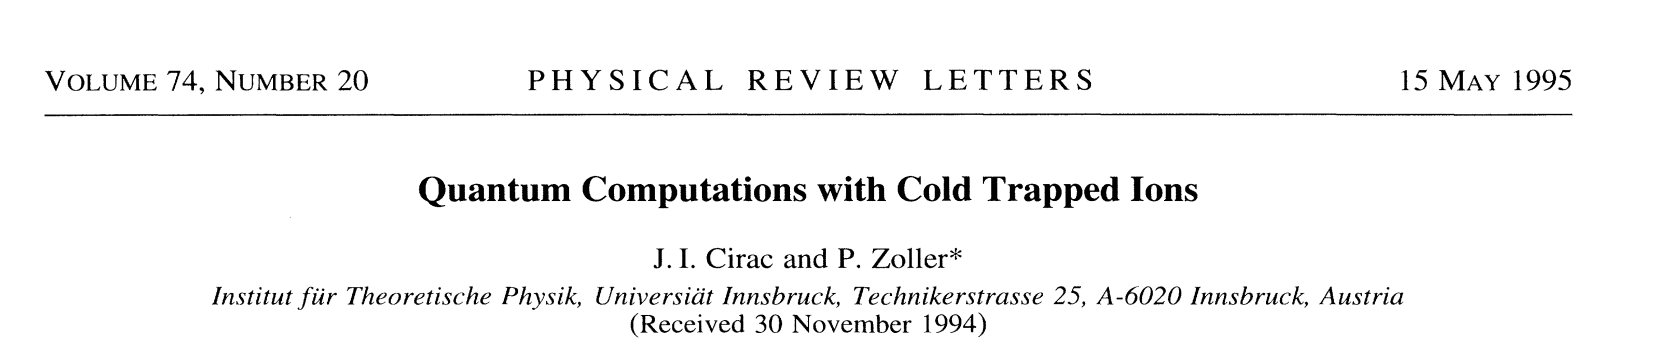 VOLUME 74, NUMBER 20 PHYSICAL REVIEW LETTERS 15 MAY 1995
Quantum Computations with Cold Trapped Ions
J. I. Cirac and P. Zoller*
Institut für Theoretische Physik, Universiät Innsbruck, Technikerstrasse 25, A-6020 Innsbruck, Austria
(Received 30 November 1994)